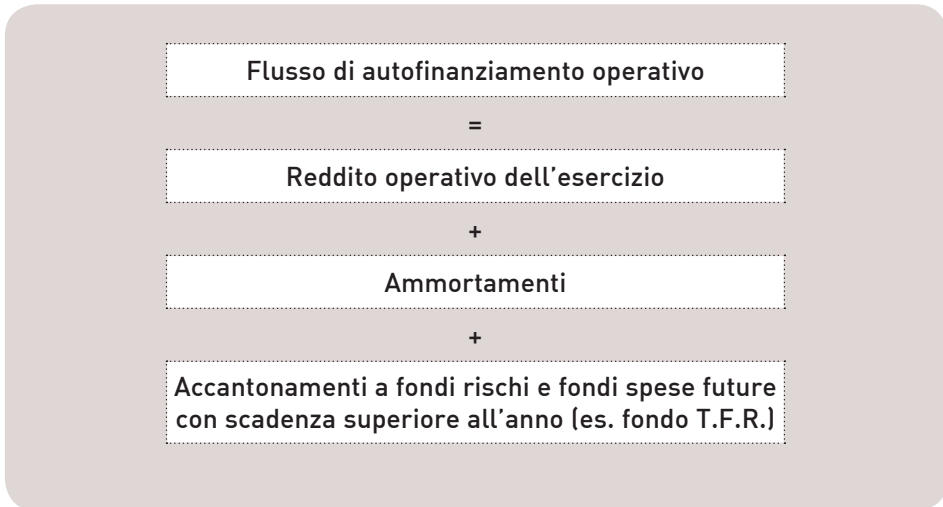 Flusso di autofinanziamento operativo
=
Reddito operativo dell’esercizio
+
Ammortamenti
+
Accantonamenti a fondi rischi e fondi spese future
con scadenza superiore all’anno (es. fondo T.F.R.)